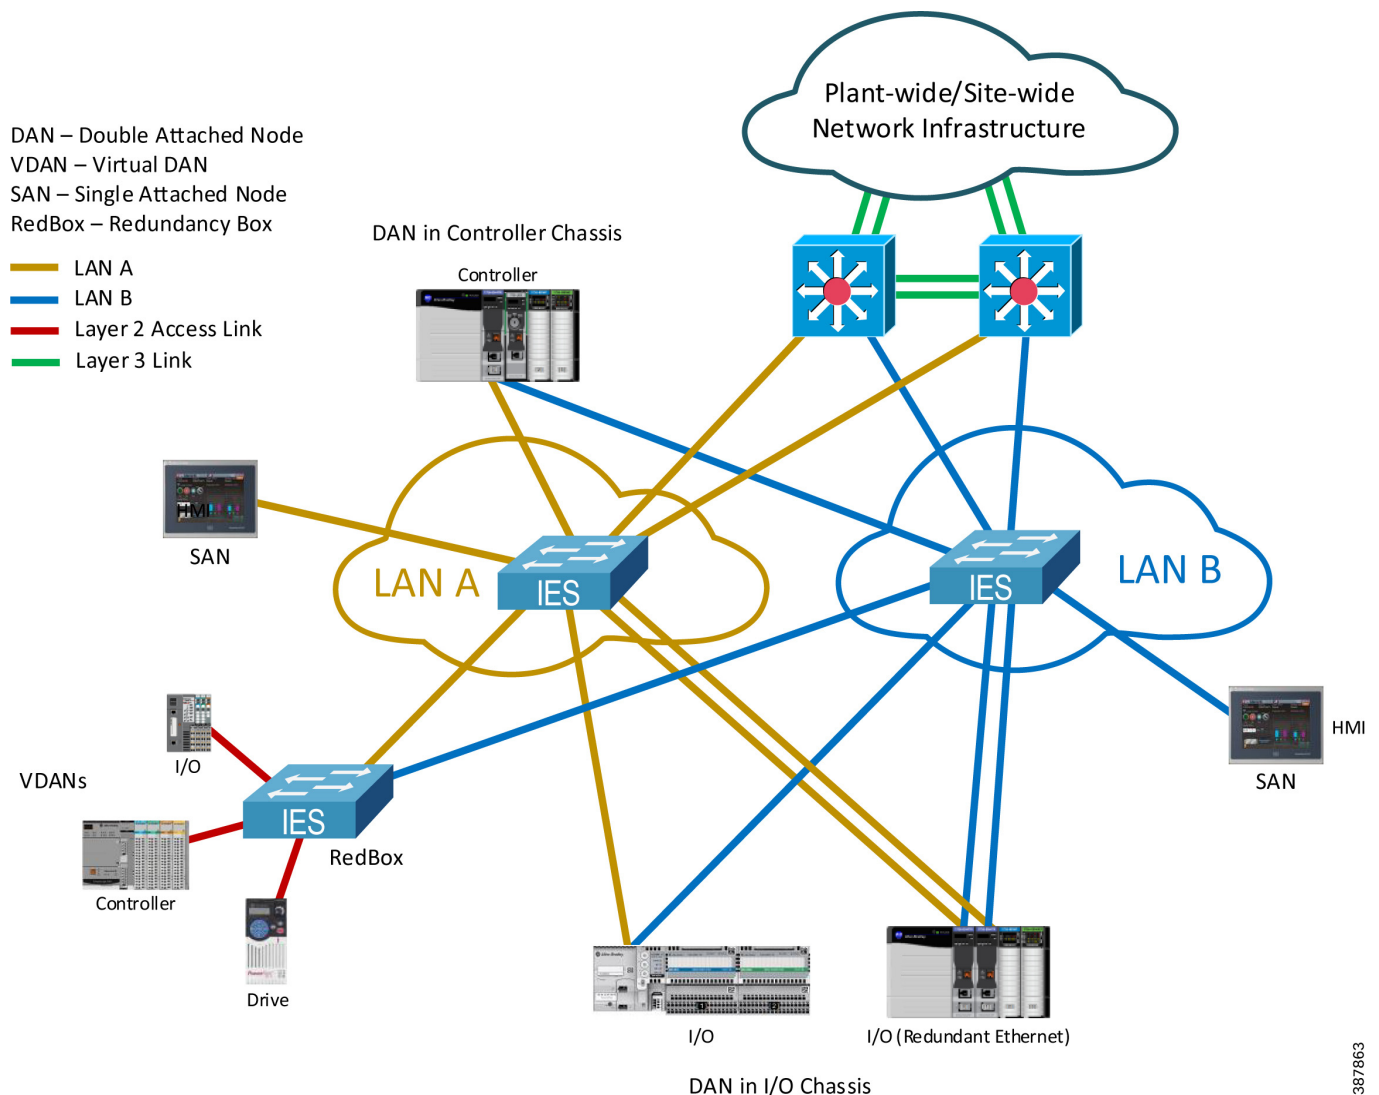 Plant-wide/Site-wide
Network Infrastructure
DAN – Double Attached Node
VDAN – Virtual DAN
SAN – Single Attached Node
RedBox – Redundancy Box
LAN A
LAN B
Layer 2 Access Link
Layer 3 Link
DAN in Controller Chassis
Controller
HMI
SAN
LAN A
IES
LAN B
IES
HMI
SAN
I/O
VDANs
IES
RedBox
Controller
Drive
I/O
I/O (Redundant Ethernet)
DAN in I/O Chassis
387863